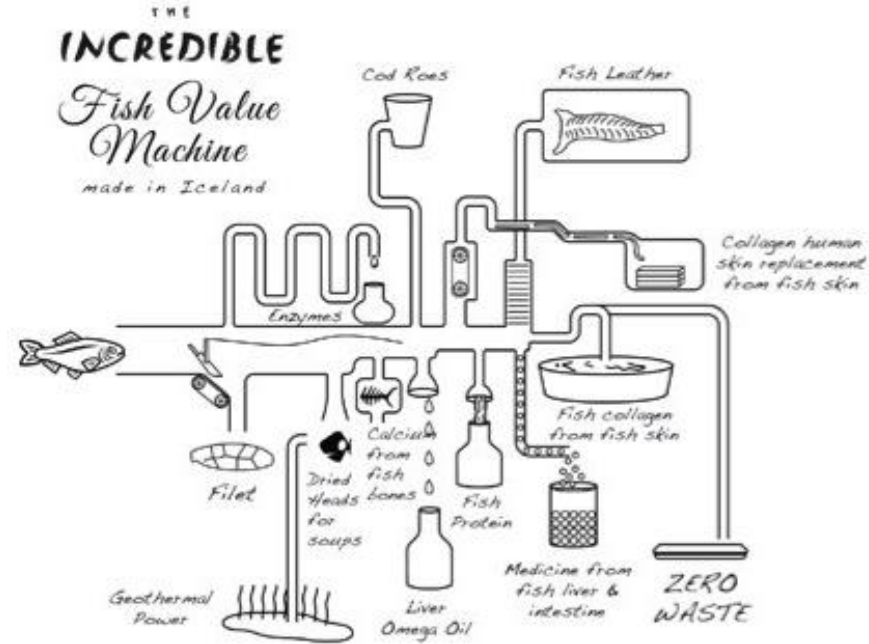 THE
INCREDIBLE
Fish Value
Machine
made in Iceland
Cod Roes
Fish Leather
Collagen human
skin replacement
from fish skin
Enzymes
Fish collagen
from fish skin
Filet
Dried
Heads
for
soups
Calcium
from
fish
bones
Fish
Protein
Geothermal
Power
Liver
Omega Oil
Medicine from
fish liver &
intestine
ZERO
WASTE